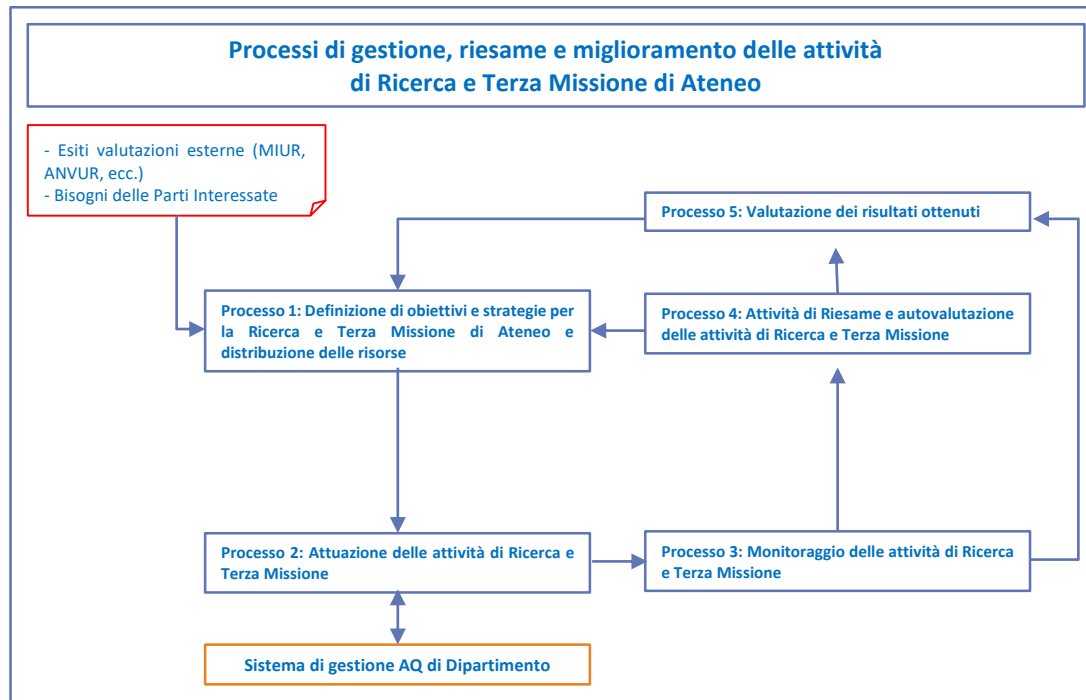 Processi di gestione, riesame e miglioramento delle attività
di Ricerca e Terza Missione di Ateneo
- Esiti valutazioni esterne (MIUR,
ANVUR, ecc.)
- Bisogni delle Parti Interessate
Processo 5: Valutazione dei risultati ottenuti
Processo 1: Definizione di obiettivi e strategie per
la Ricerca e Terza Missione di Ateneo e
distribuzione delle risorse
Processo 4: Attività di Riesame e autovalutazione
delle attività di Ricerca e Terza Missione
Processo 2: Attuazione delle attività di Ricerca e
Terza Missione
Processo 3: Monitoraggio delle attività di Ricerca
e Terza Missione
Sistema di gestione AQ di Dipartimento